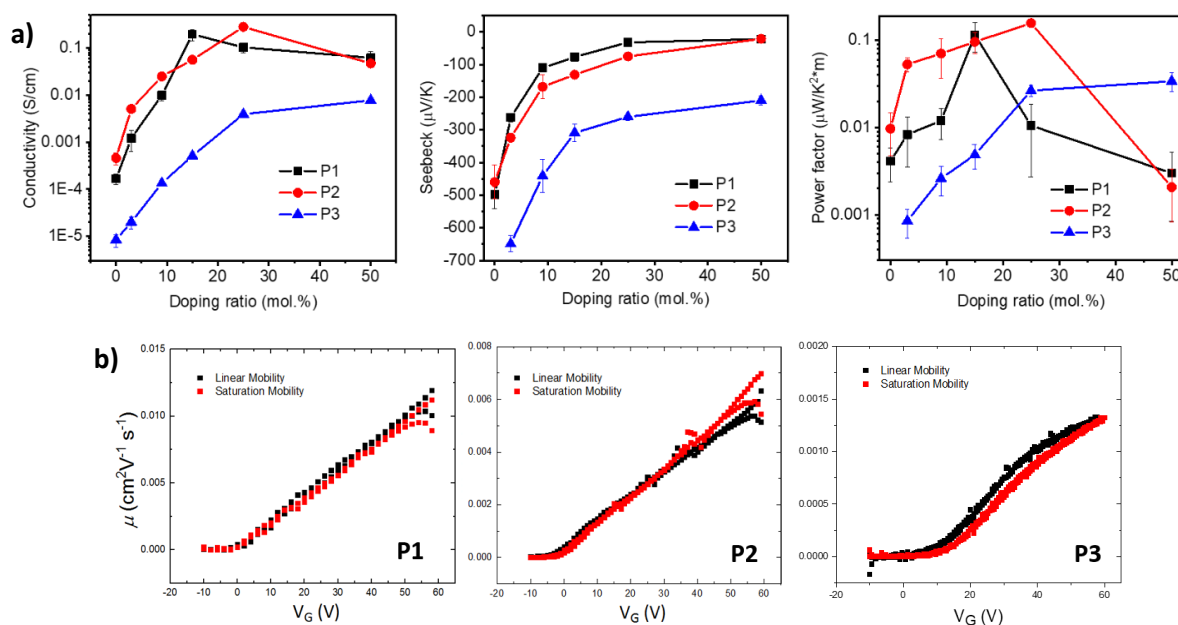 a)
Conductivity (S/cm)
0.1
0.01
0.001
1E-4
1E-5
P1
P2
P3
0 10 20 30 40 50
Doping ratio (mol.%)
Seebeck (μV/K)
0
-100
-200
-300
-400
-500
-600
-700
P1
P2
P3
0 10 20 30 40 50
Doping ratio (mol.%)
Power factor (μW/K²*m)
0.1
0.01
0.001
P1
P2
P3
0 10 20 30 40 50
Doping ratio (mol.%)
b)
μ (cm²V⁻¹ s⁻¹)
0.015
0.010
0.005
0.000
Linear Mobility
Saturation Mobility
P1
-20 -10 0 10 20 30 40 50 60
V_G (V)
0.008
0.006
0.004
0.002
0.000
Linear Mobility
Saturation Mobility
P2
-20 -10 0 10 20 30 40 50 60
V_G (V)
0.0020
0.0015
0.0010
0.0005
0.0000
Linear Mobility
Saturation Mobility
P3
-20 0 20 40 60
V_G (V)